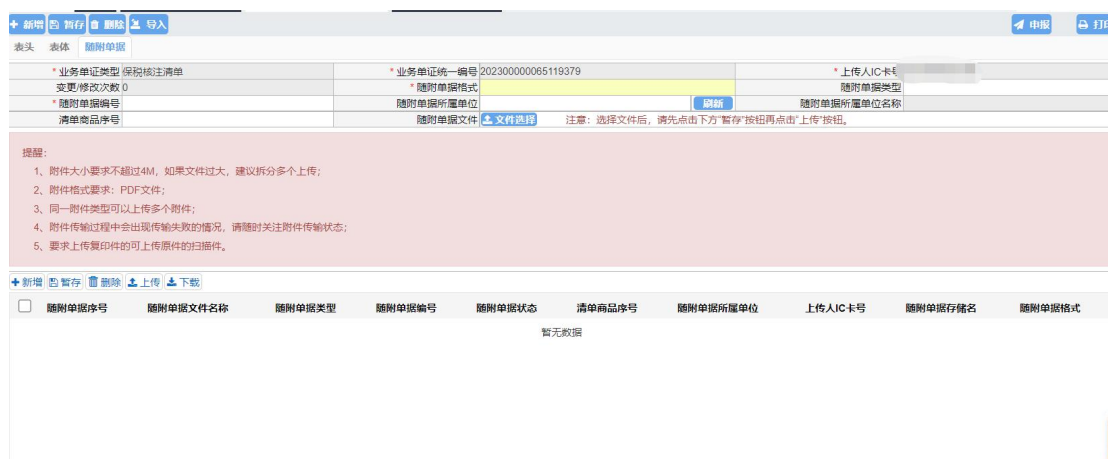 新增 暂存 删除 导入 申报 打印
表头 表体 随附单据
* 业务单证类型 保税核注清单 * 业务单证统一编号 202300000065119379 * 上传人IC卡号
变更/修改次数 0 * 随附单据格式 随附单据类型
* 随附单据编号 随附单据所属单位 刷新 随附单据所属单位名称
清单商品序号 随附单据文件 文件选择 注意：选择文件后，请先点击下方"暂存"按钮再点击"上传"按钮。
提醒：
1、附件大小要求不超过4M，如果文件过大，建议拆分多个上传；
2、附件格式要求：PDF文件；
3、同一附件类型可以上传多个附件；
4、附件传输过程中会出现传输失败的情况，请随时关注附件传输状态；
5、要求上传复印件的可上传原件的扫描件。
新增 暂存 删除 上传 下载
随附单据序号 随附单据文件名称 随附单据类型 随附单据编号 随附单据状态 清单商品序号 随附单据所属单位 上传人IC卡号 随附单据存储名 随附单据格式
暂无数据